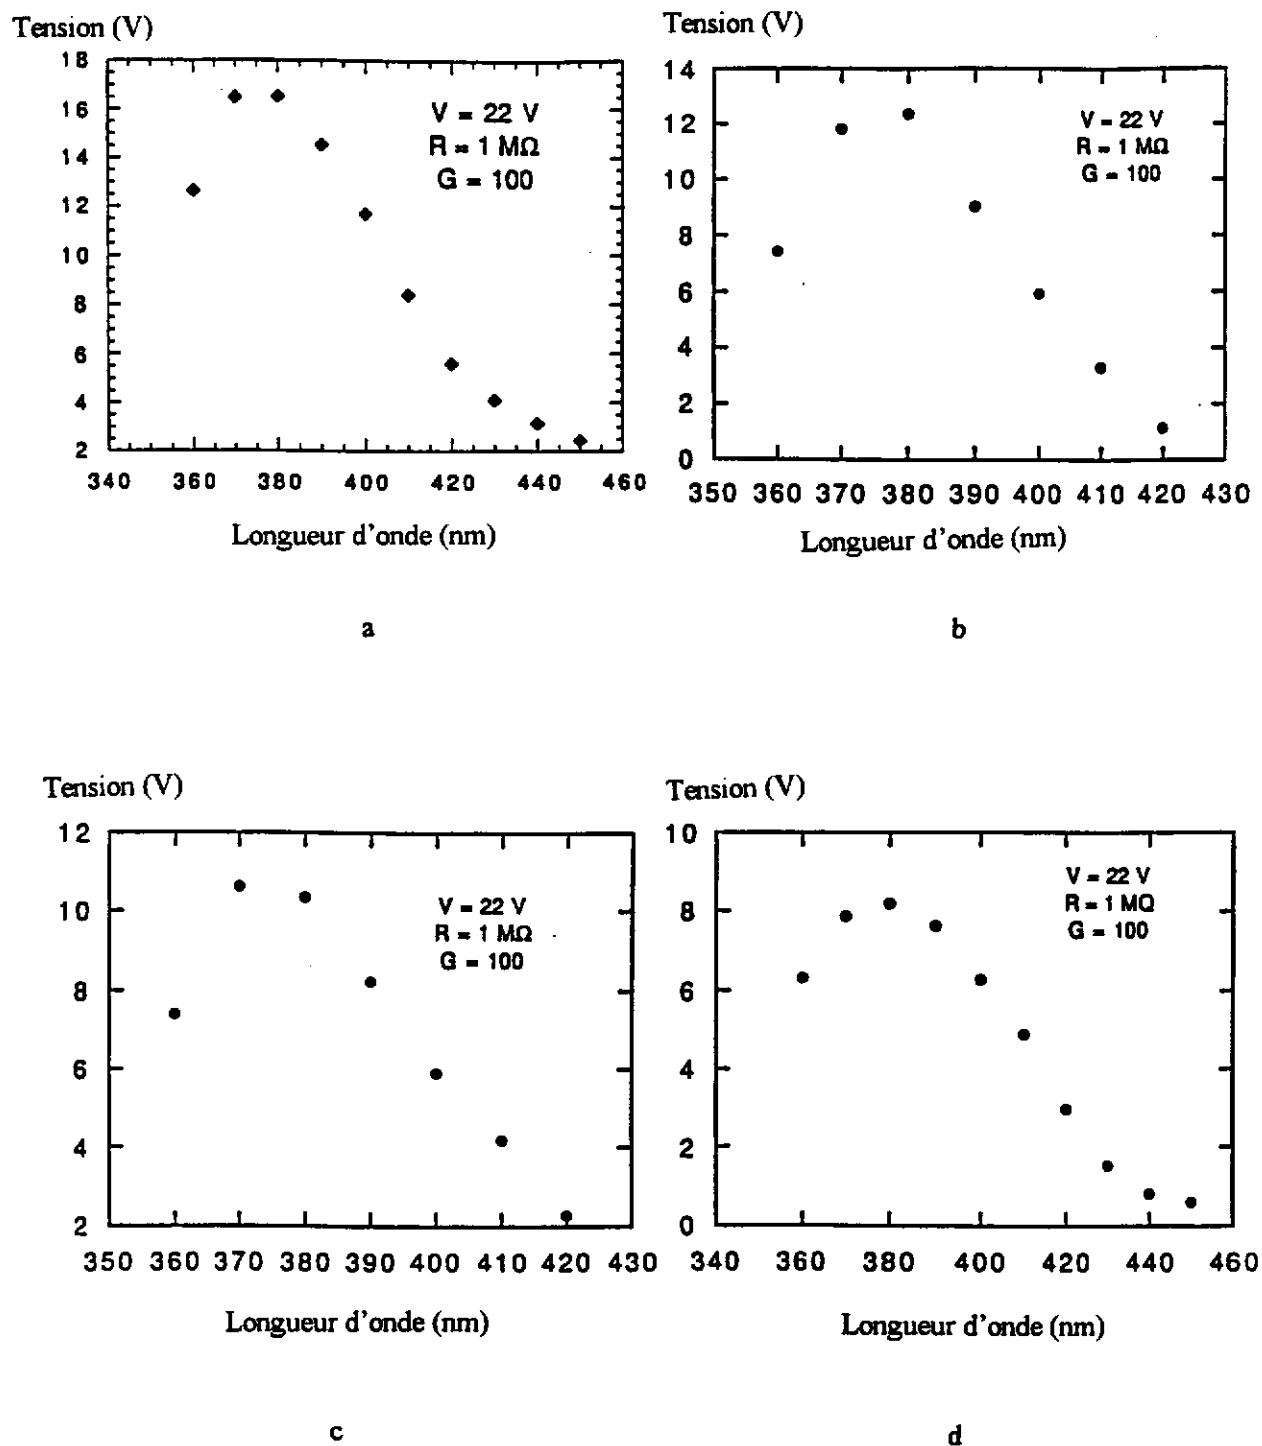 Tension (V)
18
16
14
12
10
8
6
4
2
V = 22 V
R = 1 MΩ
G = 100
340 360 380 400 420 440 460
Longueur d'onde (nm)
a
Tension (V)
14
12
10
8
6
4
2
0
V = 22 V
R = 1 MΩ
G = 100
350 360 370 380 390 400 410 420 430
Longueur d'onde (nm)
b
Tension (V)
12
10
8
6
4
2
V = 22 V
R = 1 MΩ
G = 100
350 360 370 380 390 400 410 420 430
Longueur d'onde (nm)
c
Tension (V)
10
8
6
4
2
0
V = 22 V
R = 1 MΩ
G = 100
340 360 380 400 420 440 460
Longueur d'onde (nm)
d